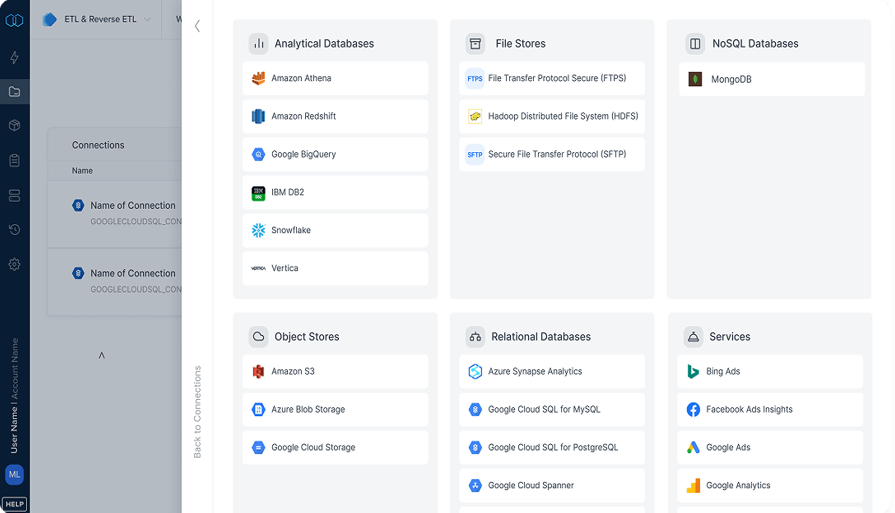 ETL & Reverse ETL
W
Connections
Name
Name of Connection
GOOGLECLOUDSQL_CON
Name of Connection
GOOGLECLOUDSQL_CON
User Name | Account Name
ML
HELP
Back to Connections
Analytical Databases
Amazon Athena
Amazon Redshift
Google BigQuery
IBM DB2
IBM DB2
Snowflake
VERTICA
Vertica
File Stores
FTPS
File Transfer Protocol Secure (FTPS)
Hadoop Distributed File System (HDFS)
SFTP
Secure File Transfer Protocol (SFTP)
NoSQL Databases
MongoDB
Object Stores
Amazon S3
Azure Blob Storage
Google Cloud Storage
Relational Databases
Azure Synapse Analytics
Google Cloud SQL for MySQL
Google Cloud SQL for PostgreSQL
Google Cloud Spanner
Services
Bing Ads
Facebook Ads Insights
Google Ads
Google Analytics